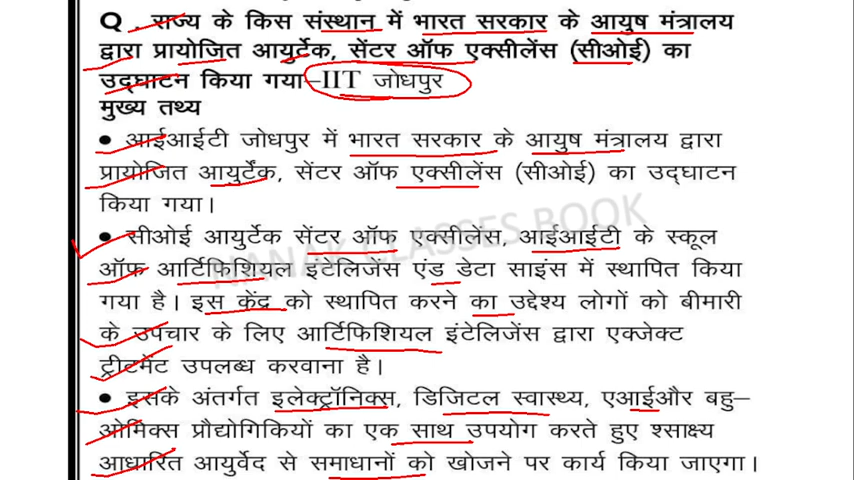 Q . राज्य के किस संस्थान में भारत सरकार के आयुष मंत्रालय
द्वारा प्रायोजित आयुर्टेक, सेंटर ऑफ एक्सीलेंस (सीओई) का
उद्घाटन किया गया–IIT जोधपुर
मुख्य तथ्य
● आईआईटी जोधपुर में भारत सरकार के आयुष मंत्रालय द्वारा
प्रायोजित आयुर्टेक, सेंटर ऑफ एक्सीलेंस (सीओई) का उद्घाटन
किया गया।
● सीओई आयुर्टेक सेंटर ऑफ एक्सीलेंस, आईआईटी के स्कूल
ऑफ आर्टिफिशियल इंटेलिजेंस एंड डेटा साइंस में स्थापित किया
गया है। इस केंद्र को स्थापित करने का उद्देश्य लोगों को बीमारी
के उपचार के लिए आर्टिफिशियल इंटेलिजेंस द्वारा एक्जेक्ट
ट्रीटमेंट उपलब्ध करवाना है।
● इसके अंतर्गत इलेक्ट्रॉनिक्स, डिजिटल स्वास्थ्य, एआईऔर बहु–
ओमिक्स प्रौद्योगिकियों का एक साथ उपयोग करते हुए श्साक्ष्य
आधारित आयुर्वेद से समाधानों को खोजने पर कार्य किया जाएगा।
NANAK CLASSES BOOK